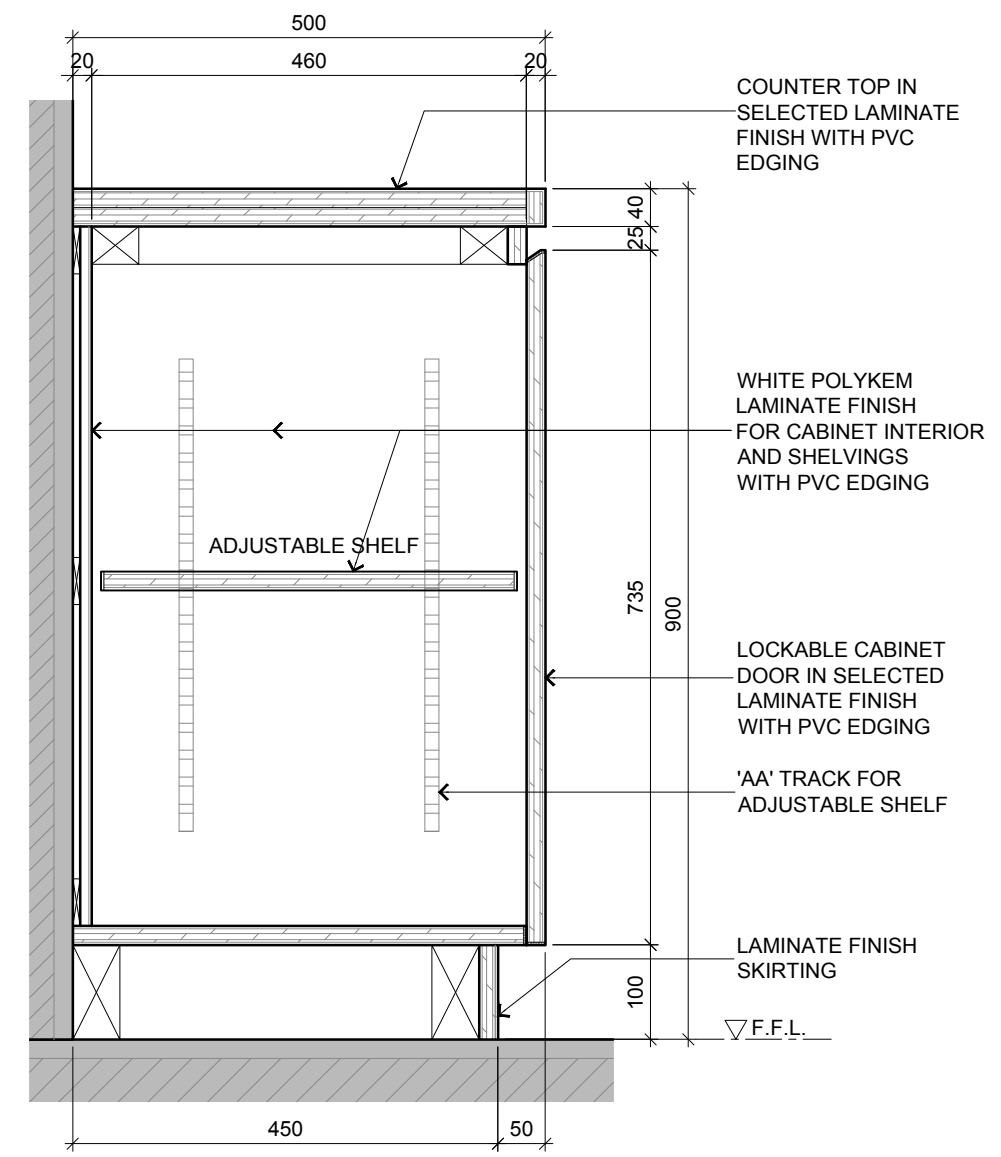 500
20
460
20
COUNTER TOP IN
SELECTED LAMINATE
FINISH WITH PVC
EDGING
40
25
WHITE POLYKEM
LAMINATE FINISH
FOR CABINET INTERIOR
AND SHELVINGS
WITH PVC EDGING
ADJUSTABLE SHELF
735
900
LOCKABLE CABINET
DOOR IN SELECTED
LAMINATE FINISH
WITH PVC EDGING
'AA' TRACK FOR
ADJUSTABLE SHELF
LAMINATE FINISH
SKIRTING
100
F.F.L.
450
50